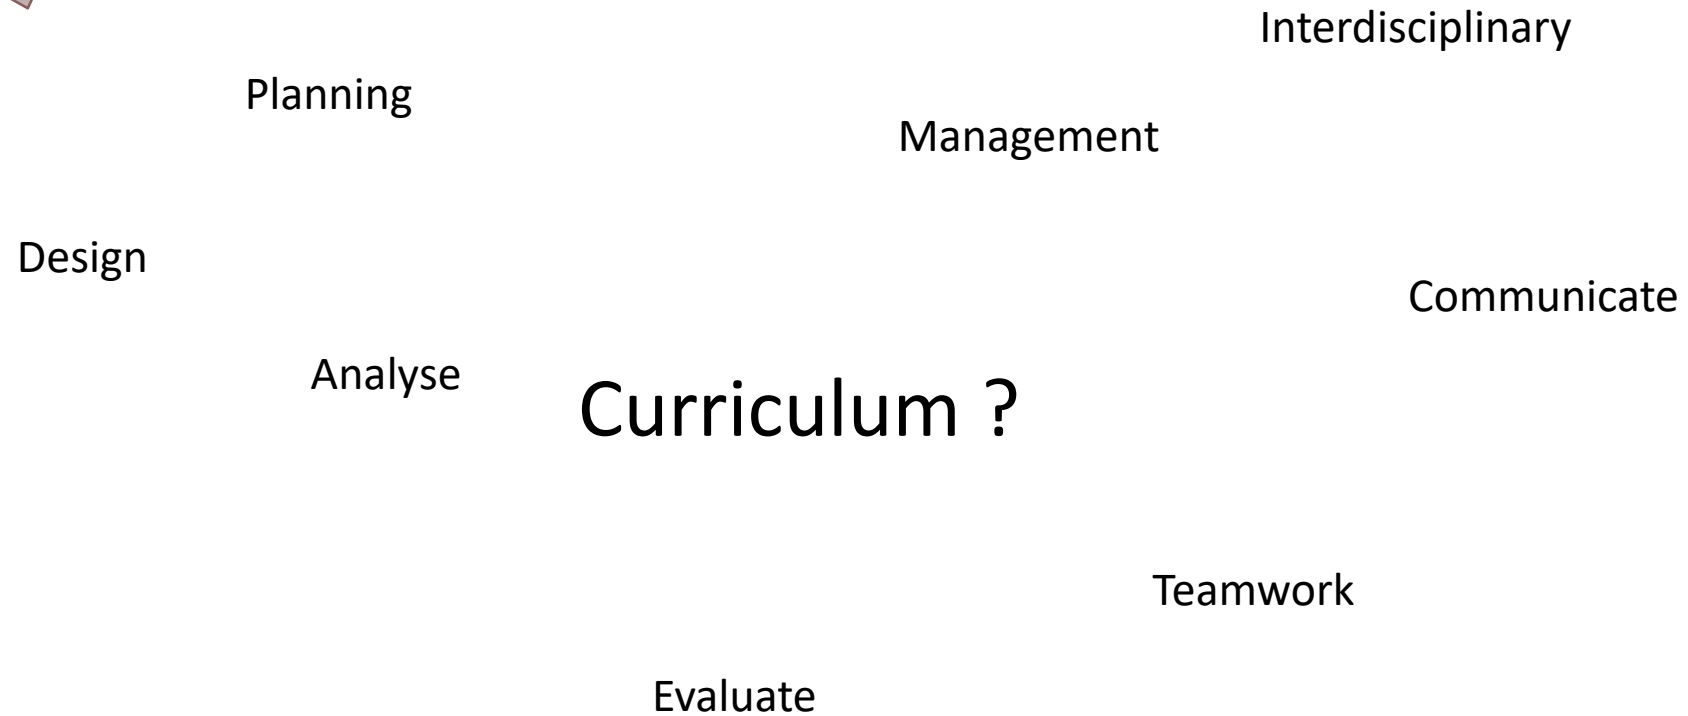 Interdisciplinary
Planning
Management
Design
Communicate
Analyse
Curriculum ?
Teamwork
Evaluate